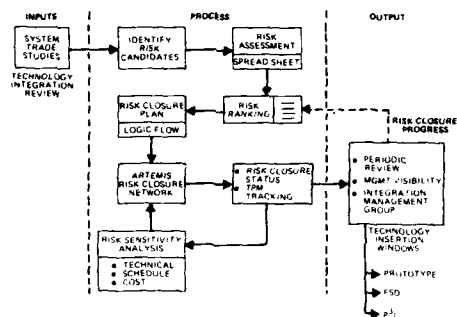 INPUTS
PROCESS
OUTPUT
SYSTEM
TRADE
STUDIES
TECHNOLOGY
INTEGRATION
REVIEW
IDENTIFY
RISK
CANDIDATES
RISK
ASSESSMENT
SPREAD SHEET
RISK CLOSURE
PLAN
LOGIC FLOW
RISK
RANKING
RISK CLOSURE
PROGRESS
ARTEMIS
RISK CLOSURE
NETWORK
• RISK CLOSURE
STATUS
• TPM
TRACKING
• PERIODIC
REVIEW
• MGMT VISIBILITY
• INTEGRATION
MANAGEMENT
GROUP
RISK SENSITIVITY
ANALYSIS
• TECHNICAL
• SCHEDULE
• COST
TECHNOLOGY
INSERTION
WINDOWS
PROTOTYPE
FSD